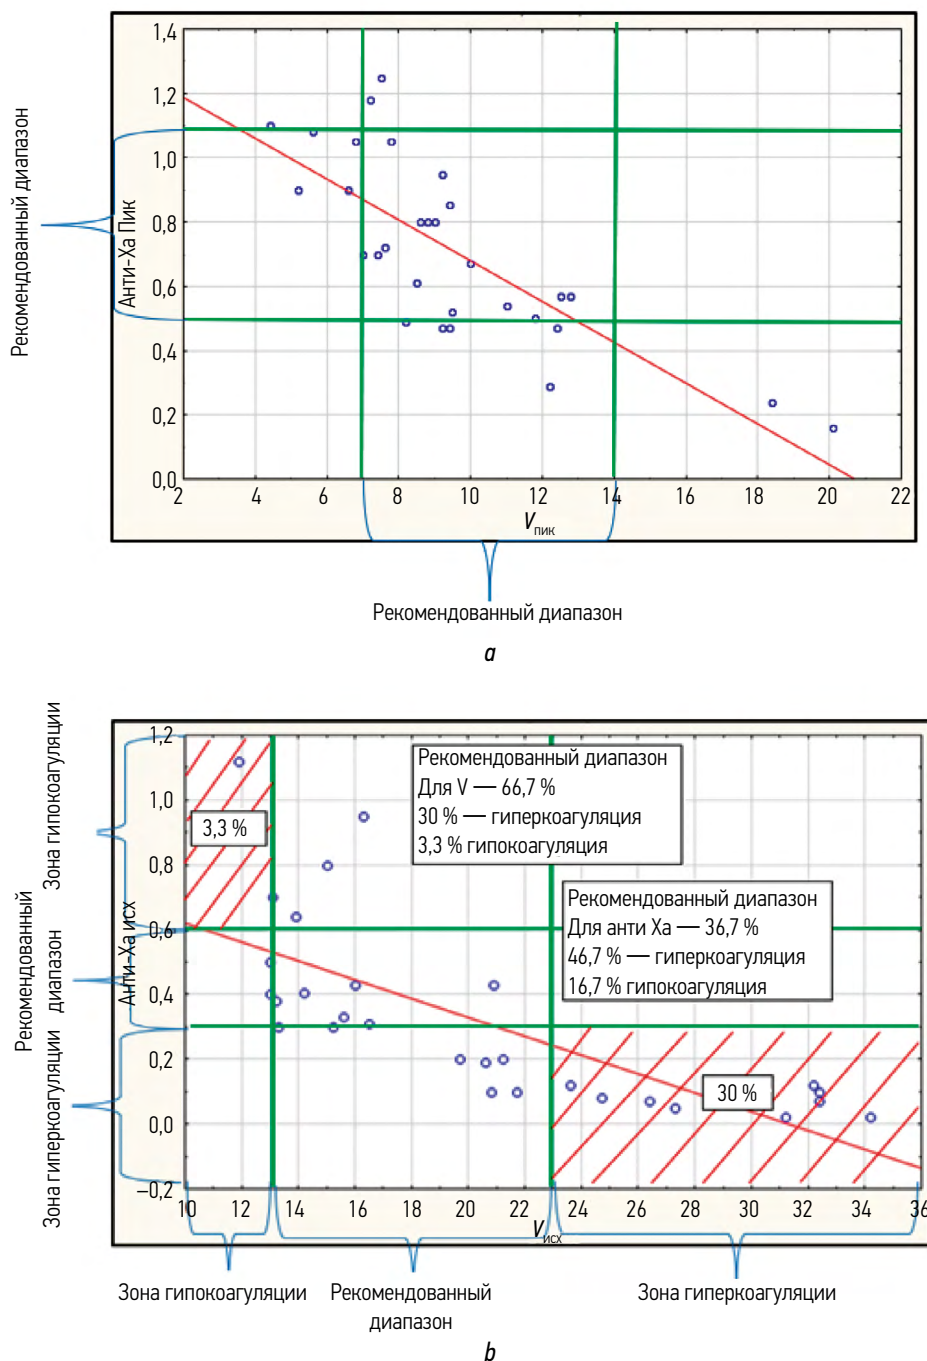 Рекомендованный диапазон
Анти-Xa Пик
1,4
1,2
1,0
0,8
0,6
0,4
0,2
0,0
2 4 6 8 10 12 14 16 18 20 22
Vпик
Рекомендованный диапазон
a
Зона гипокоагуляции
Рекомендованный
диапазон
Зона гиперкоагуляции
Анти-Ха исх
1,2
1,0
0,8
0,6
0,4
0,2
0,0
–0,2
3,3 %
Рекомендованный диапазон
Для V — 66,7 %
30 % — гиперкоагуляция
3,3 % гипокоагуляция
Рекомендованный диапазон
Для анти Ха — 36,7 %
46,7 % — гиперкоагуляция
16,7 % гипокоагуляция
30 %
10 12 14 16 18 20 22 24 26 28 30 32 34 36
Vисх
Зона гипокоагуляции
Рекомендованный
диапазон
Зона гиперкоагуляции
b